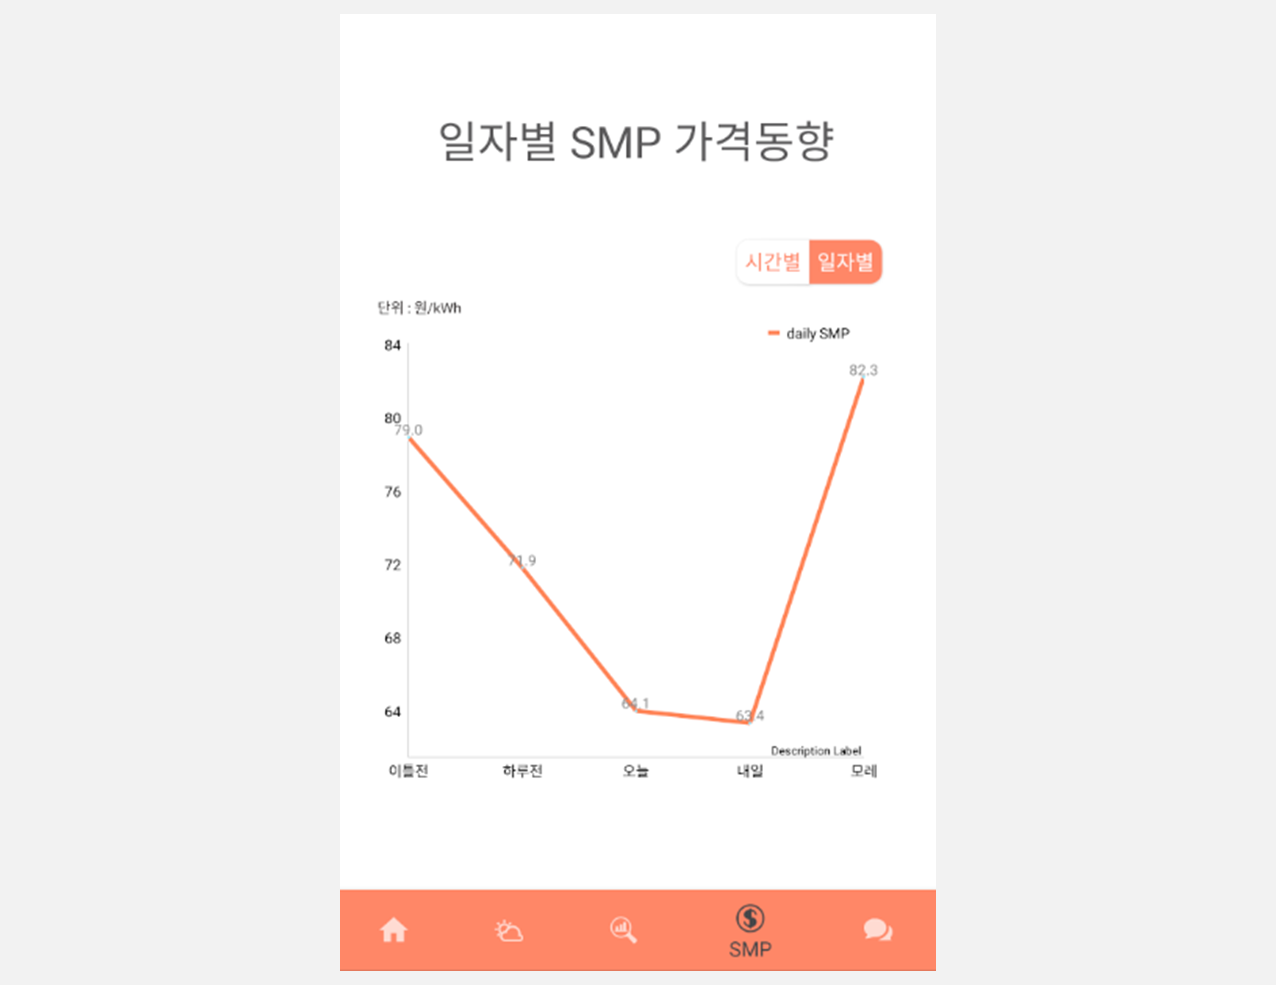 일자별 SMP 가격동향
시간별 일자별
단위 : 원/kWh
daily SMP
84
82.3
80
79.0
76
72
71.9
68
64
64.1
63.4
Description Label
이틀전 하루전 오늘 내일 모레
SMP